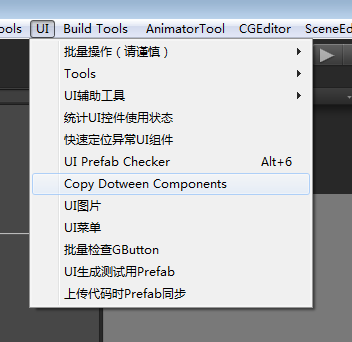 ools UI Build Tools AnimatorTool CGEditor SceneEd
批量操作（请谨慎）
Tools
UI辅助工具
统计UI控件使用状态
快速定位异常UI组件
UI Prefab Checker Alt+6
Copy Dotween Components
UI图片
UI菜单
批量检查GButton
UI生成测试用Prefab
上传代码时Prefab同步